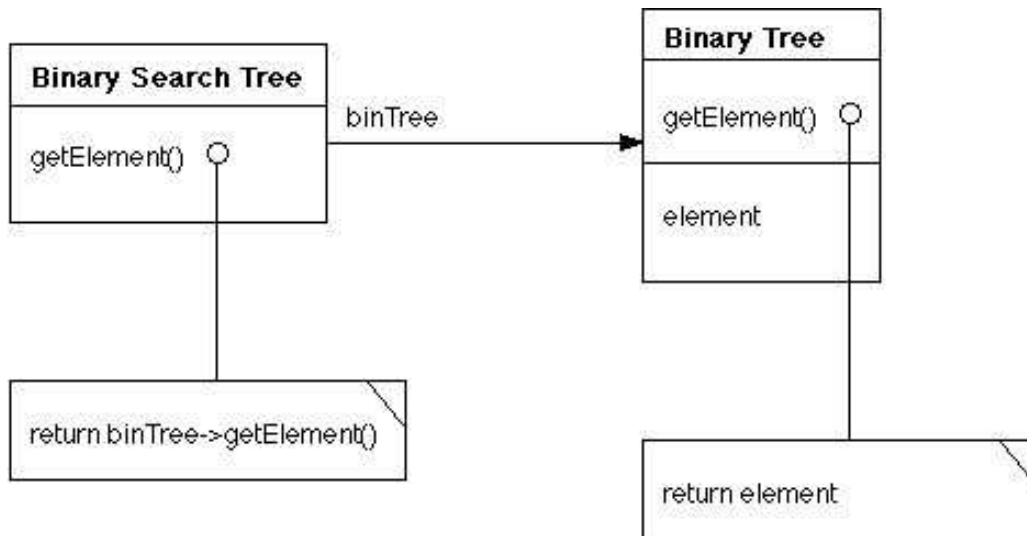 Binary Search Tree
getElement()
binTree
Binary Tree
getElement()
element
return binTree->getElement()
return element